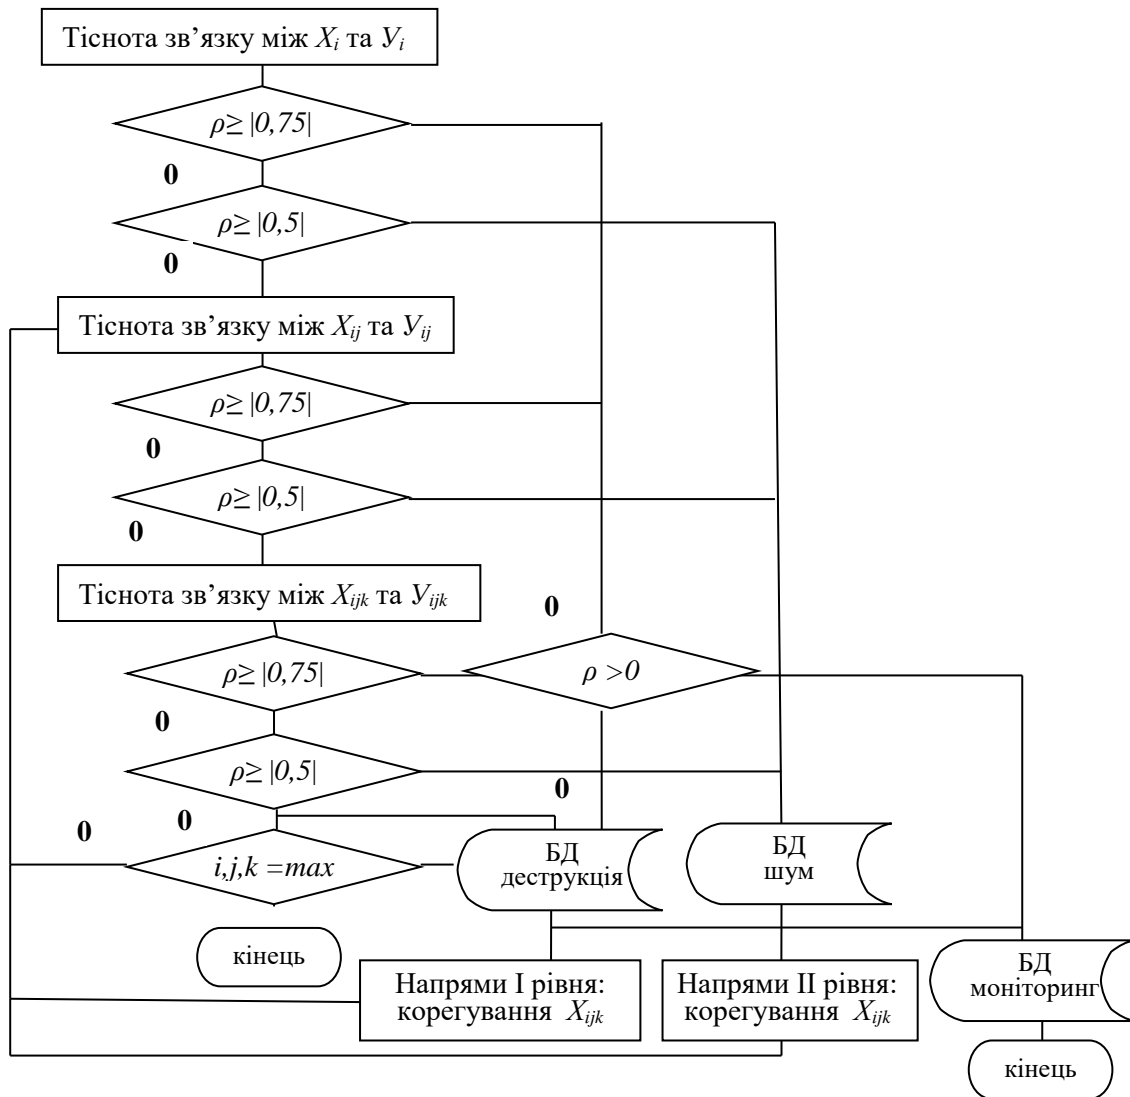 Тіснота зв’язку між Xi та Уi
ρ≥ |0,75|
0
ρ≥ |0,5|
0
Тіснота зв’язку між Xij та Уij
ρ≥ |0,75|
0
ρ≥ |0,5|
0
Тіснота зв’язку між Xijk та Уijk
0
ρ≥ |0,75|
ρ >0
0
ρ≥ |0,5|
0
0
0
i,j,k =max
БД
деструкція
БД
шум
кінець
БД
моніторинг
Напрями І рівня:
корегування Xijk
Напрями ІІ рівня:
корегування Xijk
кінець